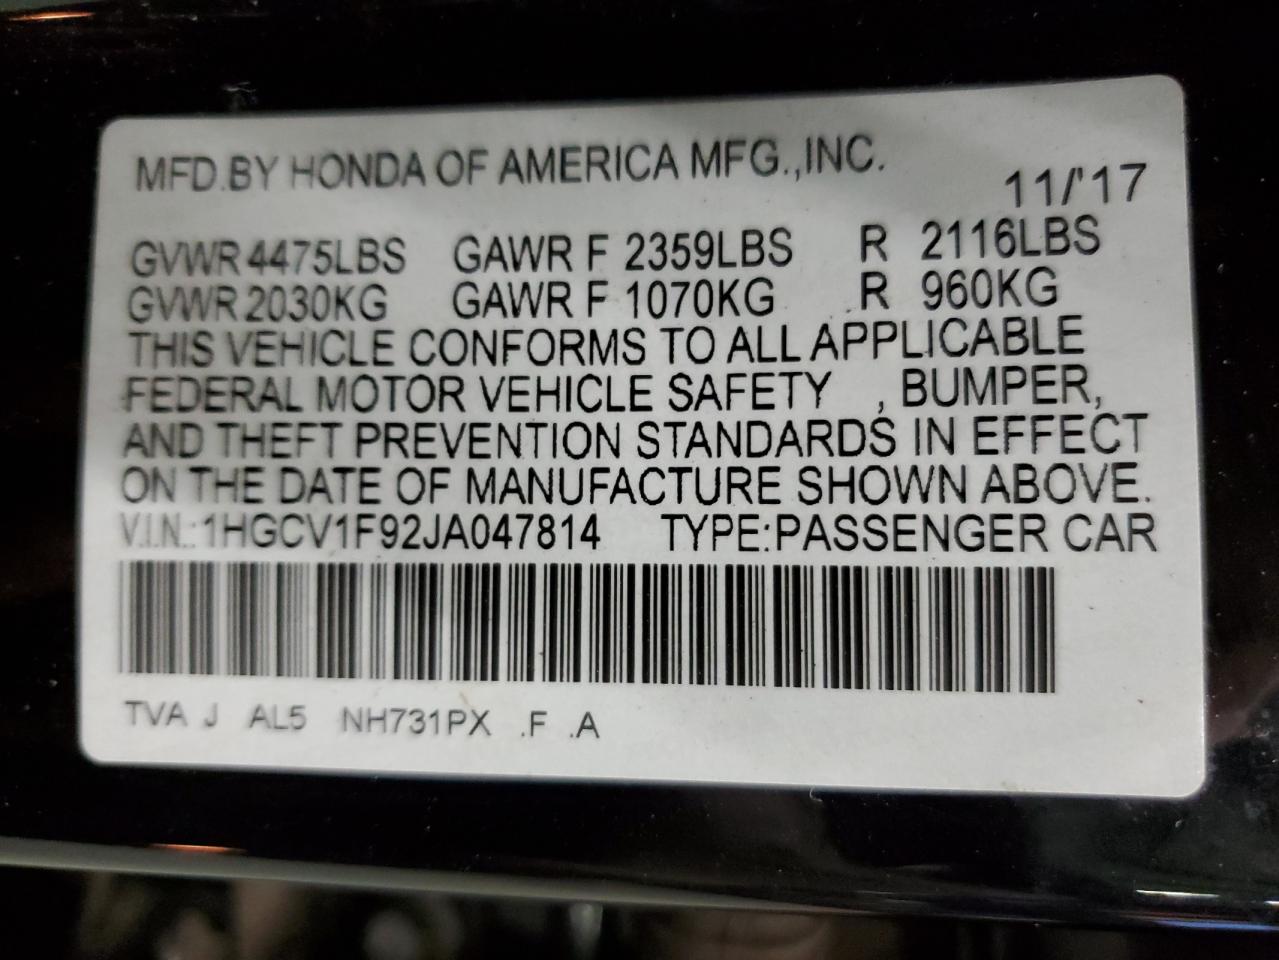 MFD.BY HONDA OF AMERICA MFG.,INC.
11/'17
GVWR 4475LBS GAWR F 2359LBS R 2116LBS
GVWR 2030KG GAWR F 1070KG R 960KG
THIS VEHICLE CONFORMS TO ALL APPLICABLE
FEDERAL MOTOR VEHICLE SAFETY , BUMPER,
AND THEFT PREVENTION STANDARDS IN EFFECT
ON THE DATE OF MANUFACTURE SHOWN ABOVE.
V.I.N.: 1HGCV1F92JA047814 TYPE:PASSENGER CAR
TVA J AL5 NH731PX .F .A